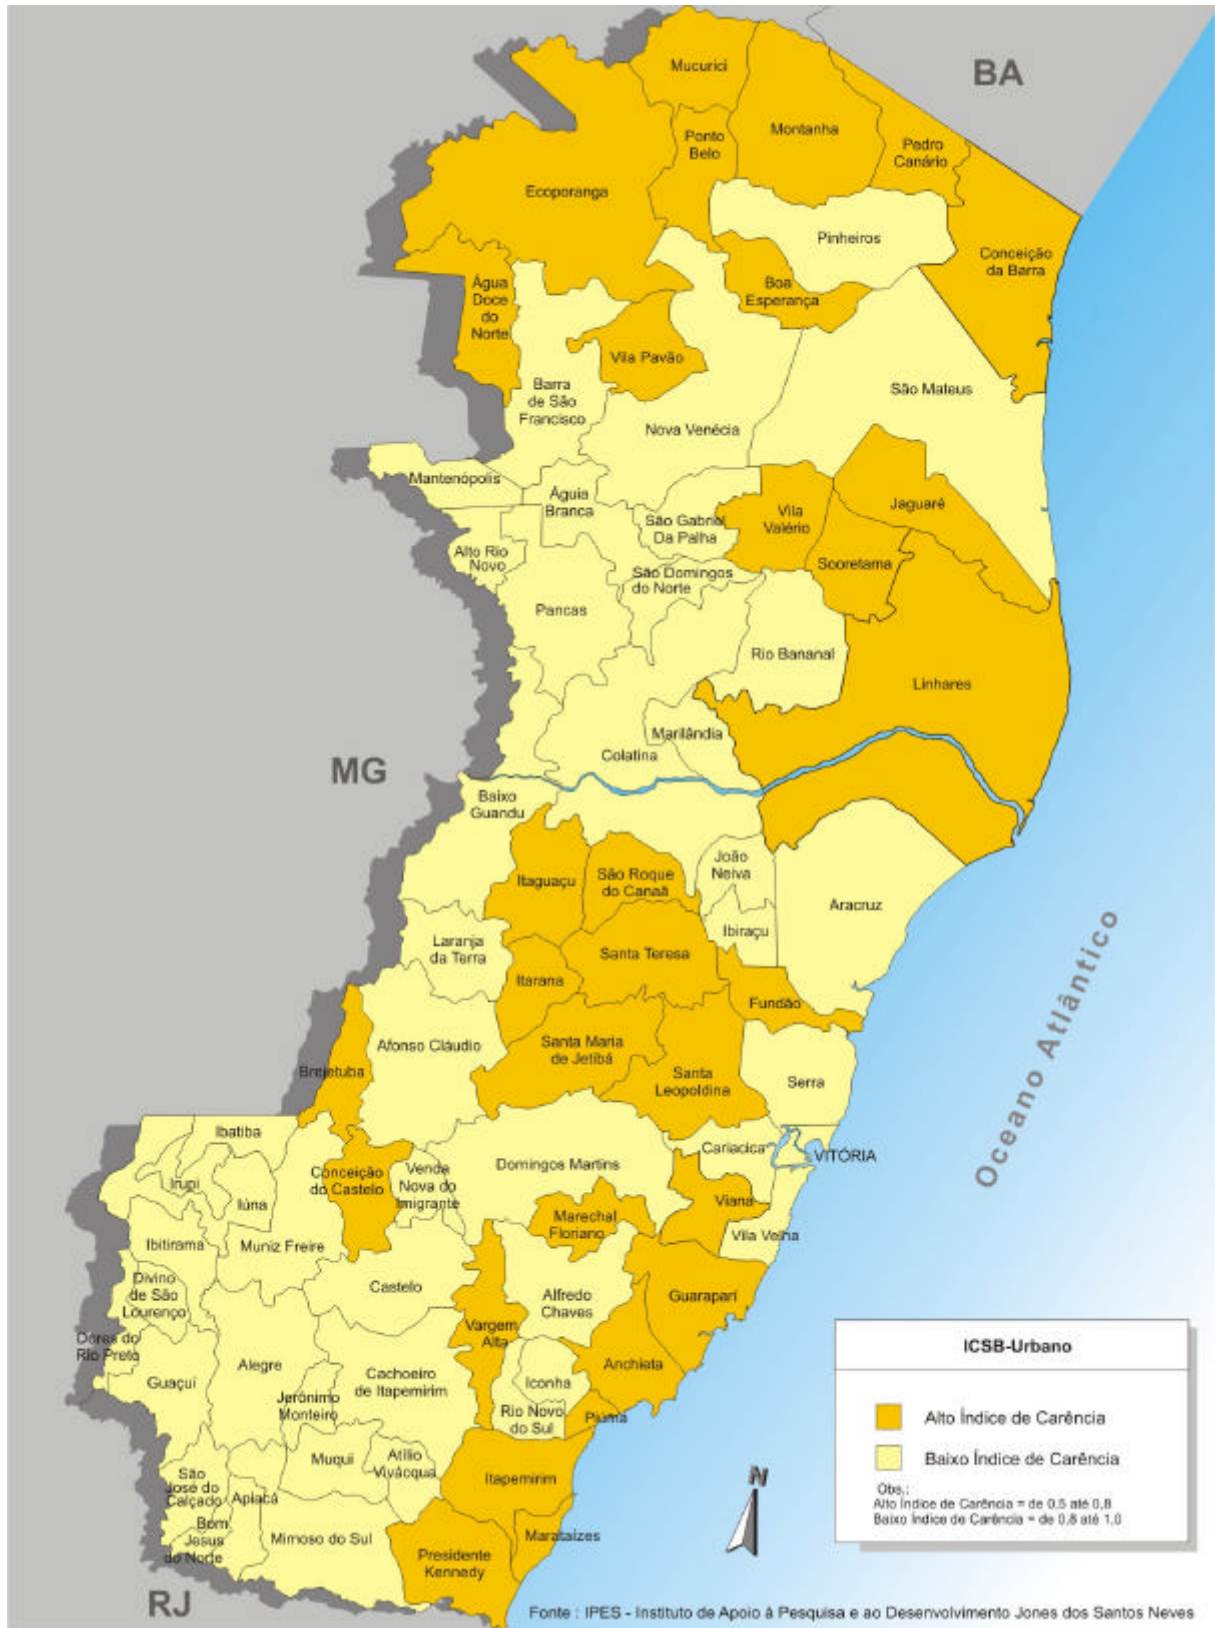 BA
Mucurici
Montanha
Ponto
Belo
Pedro
Canário
Ecoporanga
Pinheiros
Conceição
da Barra
Água
Doce
do
Norte
Boa
Esperança
Vila Pavão
Barra
de São
Francisco
São Mateus
Nova Venécia
Mantenópolis
Águia
Branca
Vila
Valério
Jaguaré
São Gabriel
Da Palha
Alto Rio
Novo
Sooretama
São Domingos
do Norte
Pancas
Rio Bananal
Linhares
Marilândia
Colatina
MG
Baixo
Guandu
João
Neiva
Itaguaçu
São Roque
do Canaã
Aracruz
Ibiraçu
Laranja
da Terra
Santa Teresa
Itarana
Fundão
Oceano Atlântico
Afonso Cláudio
Santa Maria
de Jetibá
Brejetuba
Santa
Leopoldina
Serra
Ibatiba
Cariacica
VITÓRIA
Domingos Martins
Conceição
do Castelo
Venda
Nova do
Imigrante
Irupi
Iúna
Viana
Marechal
Floriano
Vila Velha
Ibitirama
Muniz Freire
Divino
de São
Lourenço
Castelo
Alfredo
Chaves
Guarapari
Vargem
Alta
Dores do
Rio Preto
Alegre
Anchieta
Guaçuí
Cachoeiro
de Itapemirim
Iconha
Jerônimo
Monteiro
Rio Novo
do Sul
Piúma
Muqui
Atílio
Vivácqua
São
José do
Calçado
Apiacá
Itapemirim
Bom
Jesus
do Norte
Mimoso do Sul
Marataízes
Presidente
Kennedy
RJ
N
ICSB-Urbano
Alto Índice de Carência
Baixo Índice de Carência
Obs.:
Alto Índice de Carência = de 0,5 até 0,8
Baixo Índice de Carência = de 0,8 até 1,0
Fonte : IPES - Instituto de Apoio à Pesquisa e ao Desenvolvimento Jones dos Santos Neves